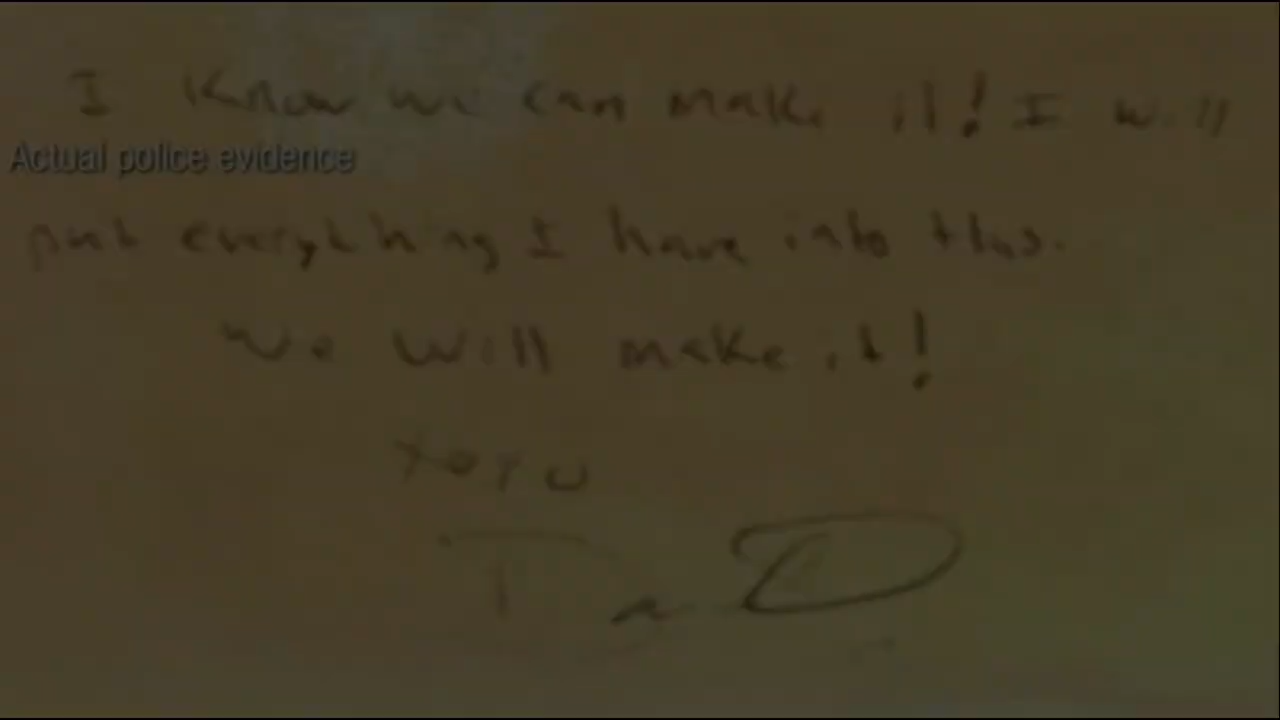 I know we can make it! I will
Actual police evidence
put everything I have into this.
We will make it!
XOXO